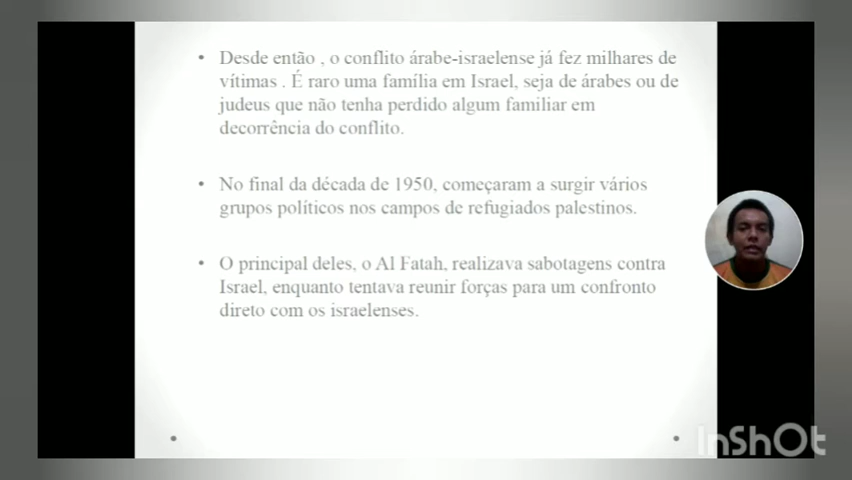 Desde então , o conflito árabe-israelense já fez milhares de
vítimas . É raro uma família em Israel, seja de árabes ou de
judeus que não tenha perdido algum familiar em
decorrência do conflito.
No final da década de 1950, começaram a surgir vários
grupos políticos nos campos de refugiados palestinos.
O principal deles, o Al Fatah, realizava sabotagens contra
Israel, enquanto tentava reunir forças para um confronto
direto com os israelenses.
InShOt